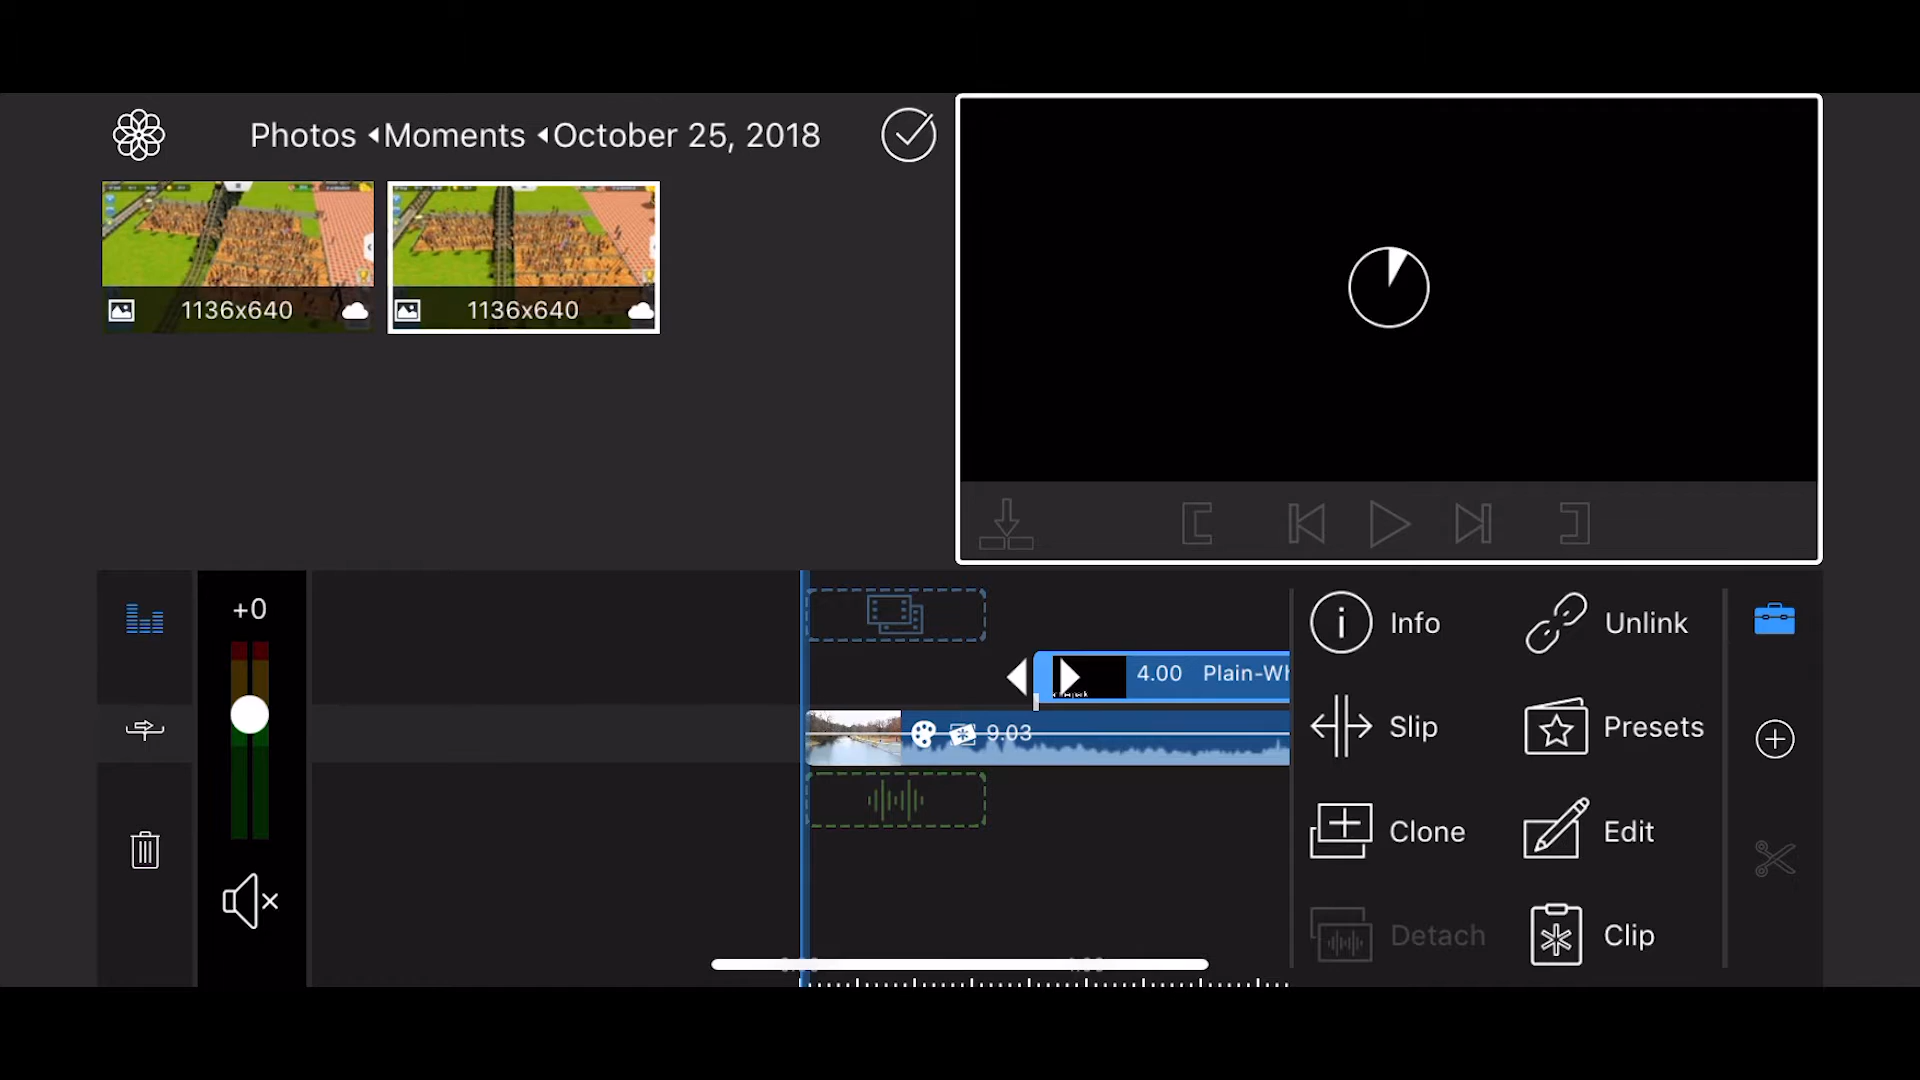 Photos Moments October 25, 2018
1136x640
1136x640
+0
4.00 Plain-Wh
9.03
Info
Unlink
Slip
Presets
Clone
Edit
Detach
Clip